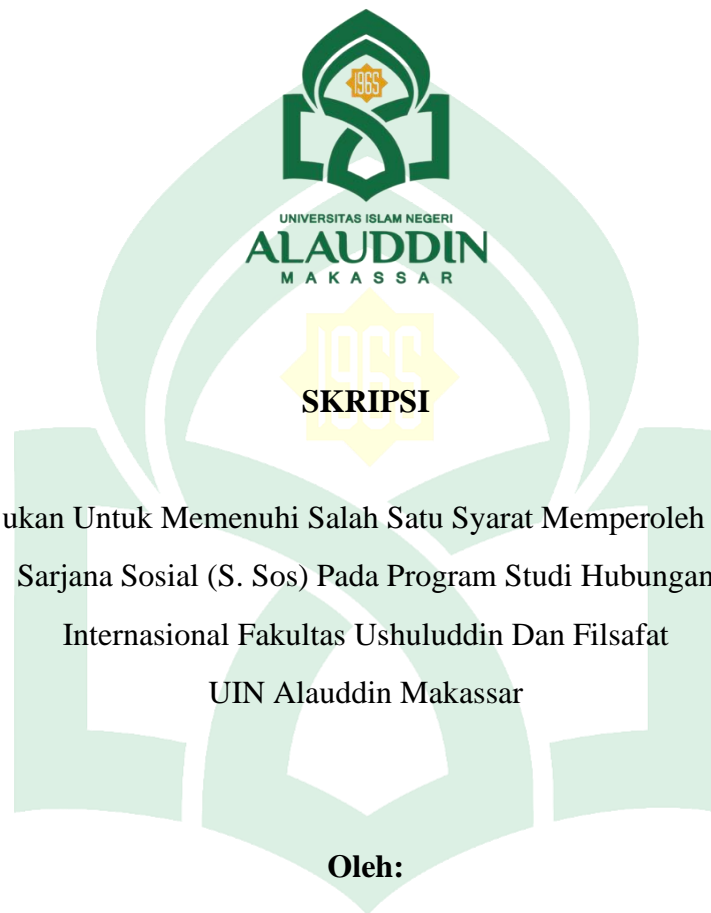 1965
UNIVERSITAS ISLAM NEGERI
ALAUDDIN
MAKASSAR
1965
SKRIPSI
ukan Untuk Memenuhi Salah Satu Syarat Memperoleh
Sarjana Sosial (S. Sos) Pada Program Studi Hubungan
Internasional Fakultas Ushuluddin Dan Filsafat
UIN Alauddin Makassar
Oleh: